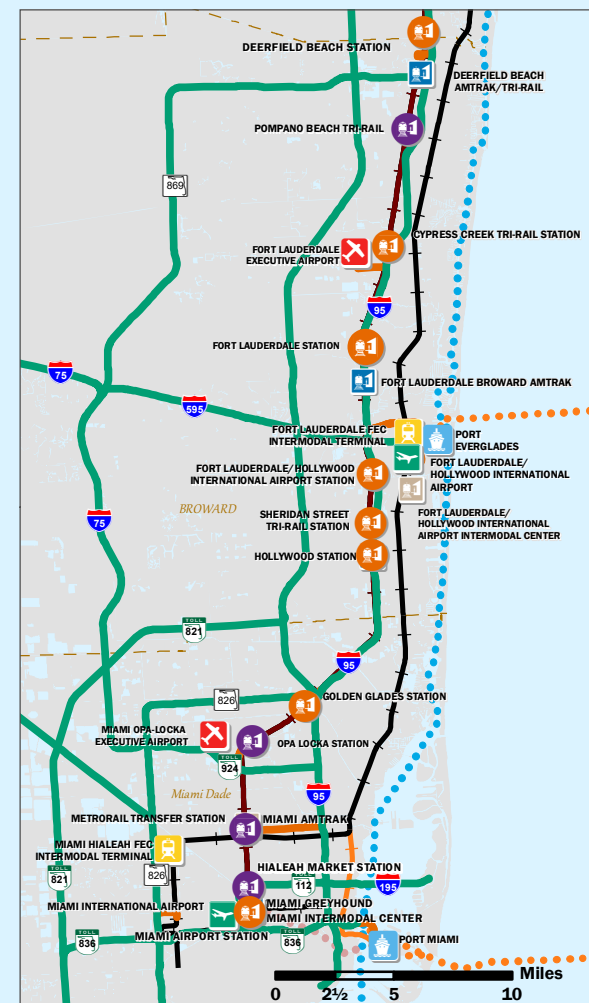 DEERFIELD BEACH STATION
DEERFIELD BEACH
AMTRAK/TRI-RAIL
POMPANO BEACH TRI-RAIL
869
CYPRESS CREEK TRI-RAIL STATION
FORT LAUDERDALE
EXECUTIVE AIRPORT
95
FORT LAUDERDALE STATION
75
FORT LAUDERDALE BROWARD AMTRAK
595
FORT LAUDERDALE FEC
INTERMODAL TERMINAL
PORT
EVERGLADES
FORT LAUDERDALE/
HOLLYWOOD INTERNATIONAL
AIRPORT
FORT LAUDERDALE/HOLLYWOOD
INTERNATIONAL AIRPORT STATION
BROWARD
75
SHERIDAN STREET
TRI-RAIL STATION
FORT LAUDERDALE/
HOLLYWOOD INTERNATIONAL
AIRPORT INTERMODAL CENTER
HOLLYWOOD STATION
TOLL
821
95
826
GOLDEN GLADES STATION
MIAMI OPA-LOCKA
EXECUTIVE AIRPORT
OPA LOCKA STATION
TOLL
924
Miami Dade
95
METRORAIL TRANSFER STATION
MIAMI AMTRAK
MIAMI HIALEAH FEC
INTERMODAL TERMINAL
HIALEAH MARKET STATION
TOLL
821
826
TOLL
112
195
MIAMI INTERNATIONAL AIRPORT
MIAMI GREYHOUND
MIAMI INTERMODAL CENTER
TOLL
836
MIAMI AIRPORT STATION
TOLL
836
PORT MIAMI
Miles
0 2½ 5 10